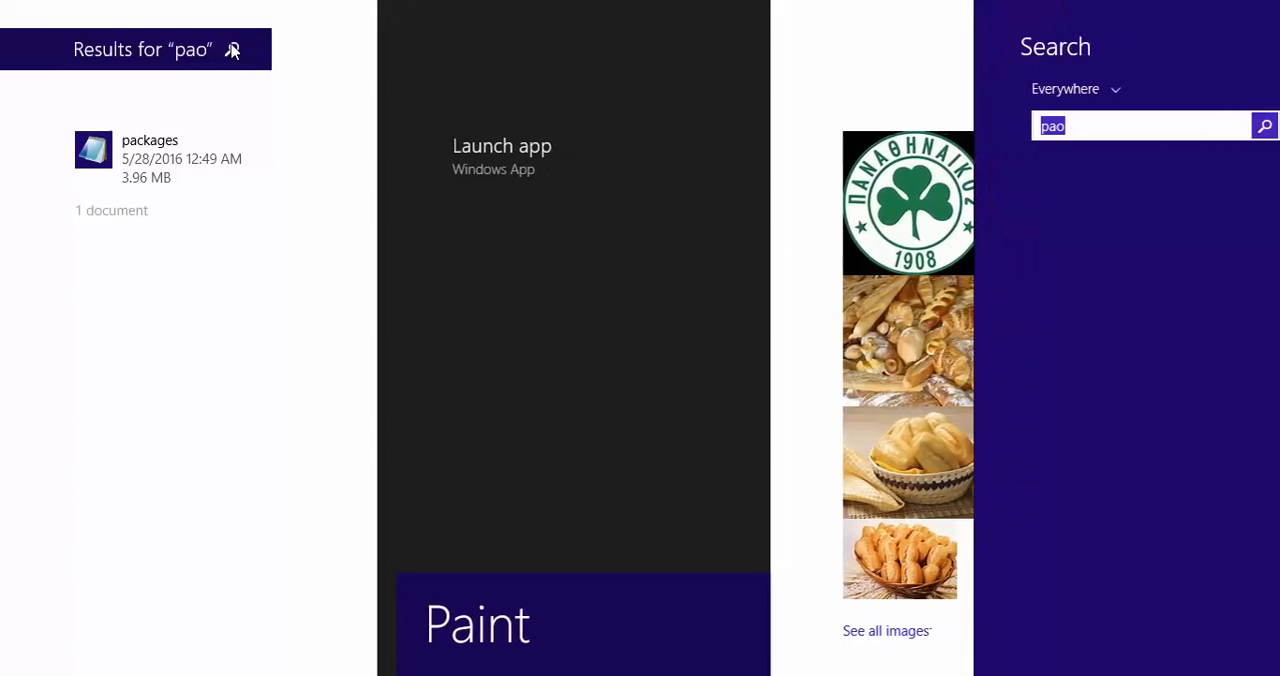 Results for “pao”
packages
5/28/2016 12:49 AM
3.96 MB
1 document
Launch app
Windows App
Paint
ΠΑΝΑΘΗΝΑΪΚΟΣ
1908
See all images
Search
Everywhere
pao